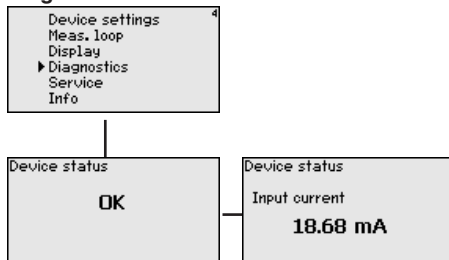 Device settings
4
Meas. loop
Display
Diagnostics
Service
Info
Device status
OK
Device status
Input current
18.68 mA